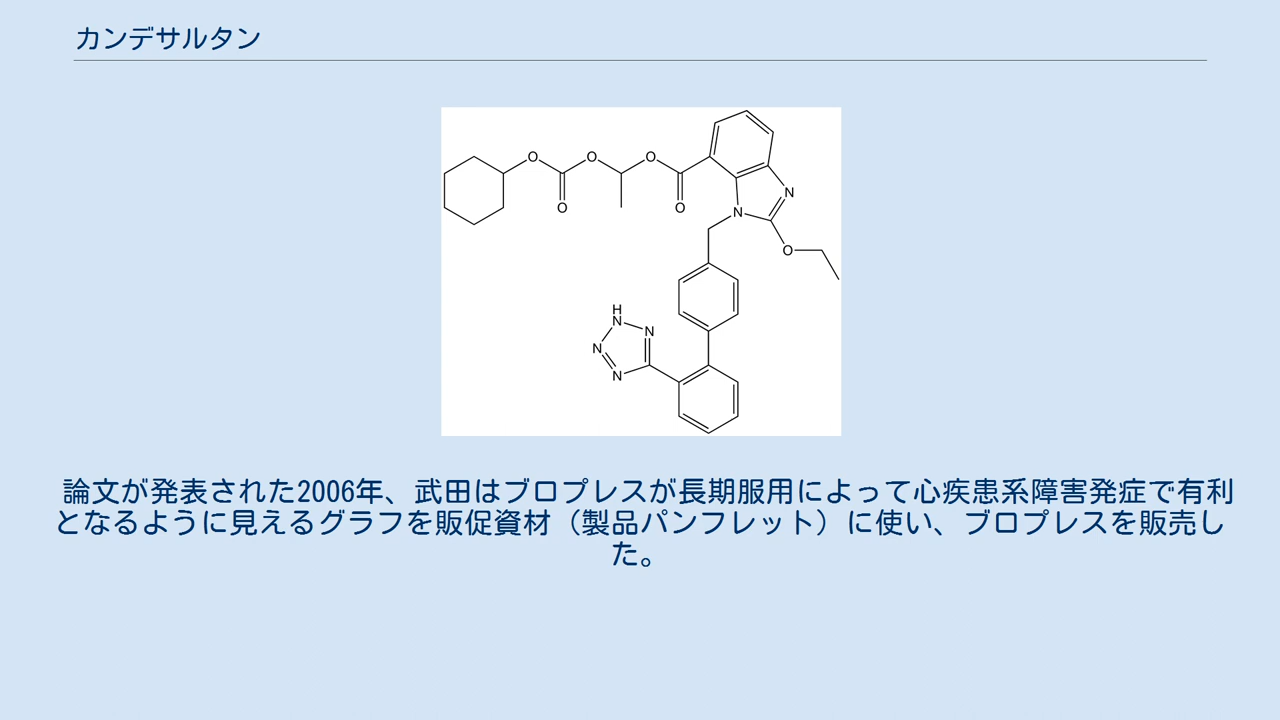 カンデサルタン
O
O
O
O
O
N
N
O
H
N
N
N
N
論文が発表された2006年、武田はブロプレスが長期服用によって心疾患系障害発症で有利
となるように見えるグラフを販促資材（製品パンフレット）に使い、ブロプレスを販売し
た。